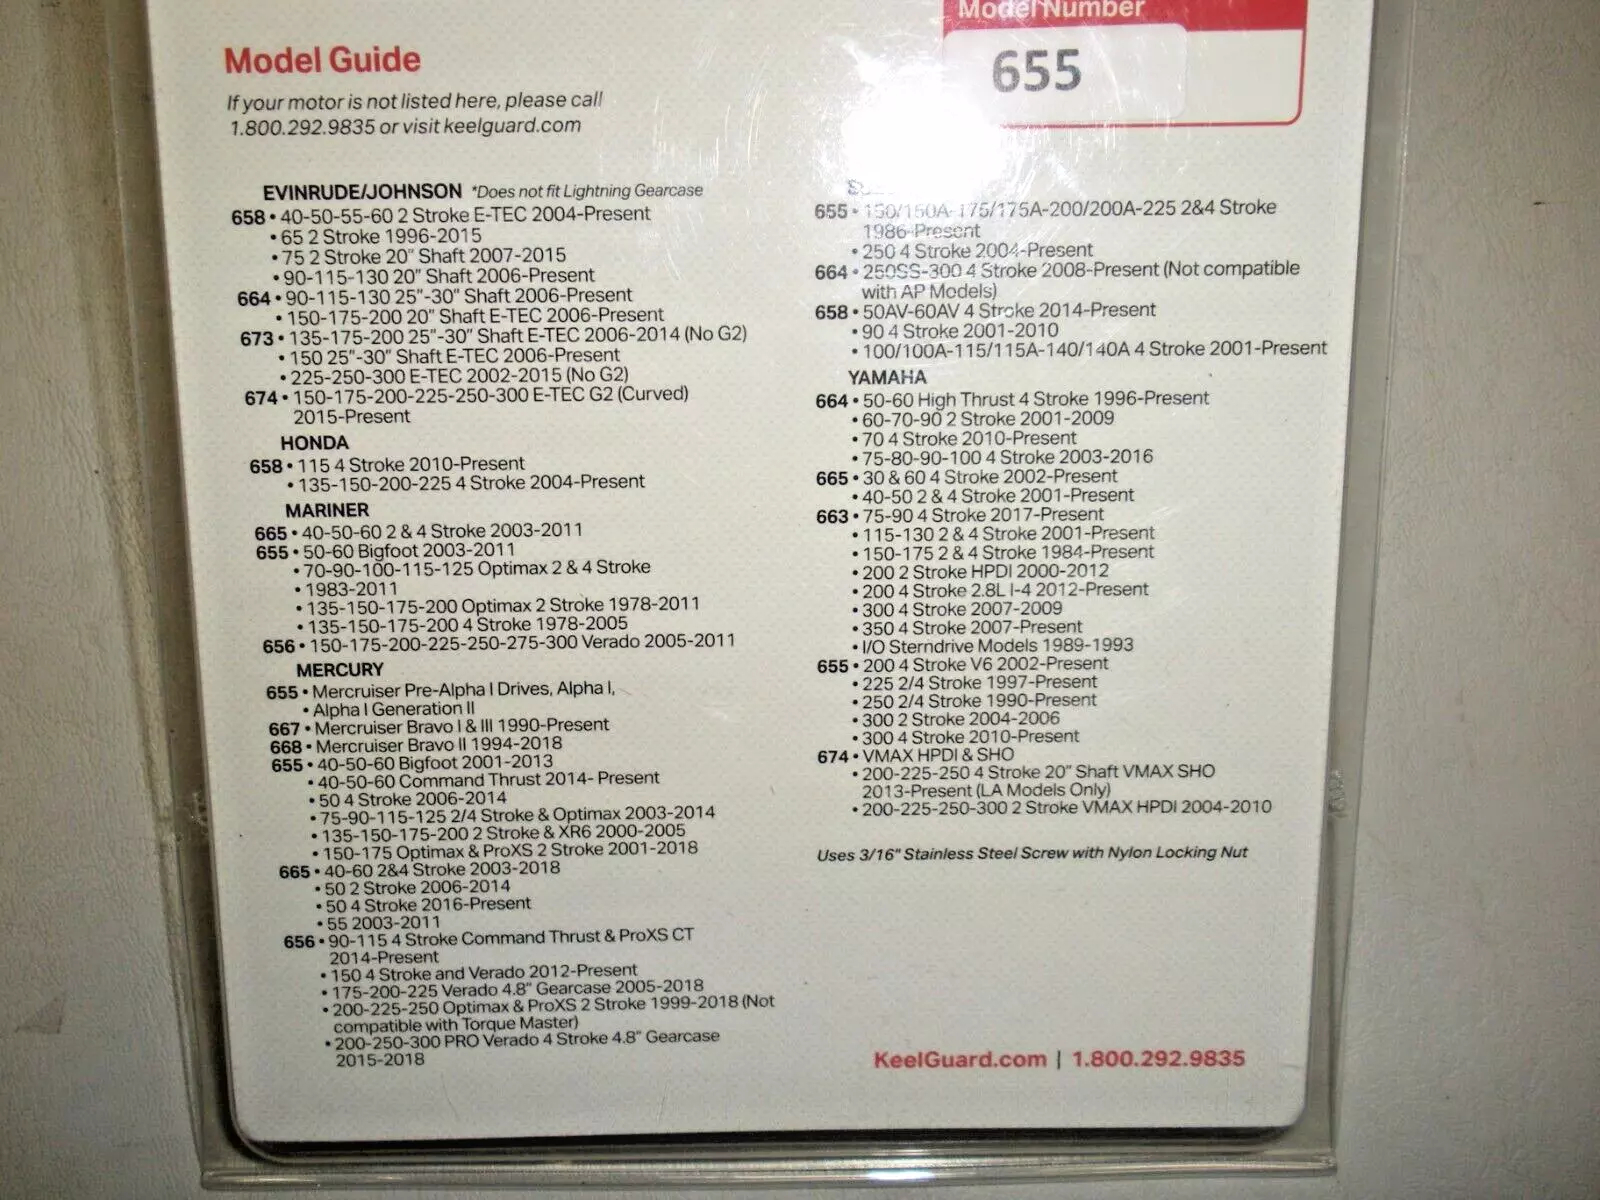 Model Number
655
Model Guide
If your motor is not listed here, please call
1.800.292.9835 or visit keelguard.com
EVINRUDE/JOHNSON *Does not fit Lightning Gearcase
658 • 40-50-55-60 2 Stroke E-TEC 2004-Present
• 65 2 Stroke 1996-2015
• 75 2 Stroke 20" Shaft 2007-2015
• 90-115-130 20" Shaft 2006-Present
664 • 90-115-130 25"-30" Shaft 2006-Present
• 150-175-200 20" Shaft E-TEC 2006-Present
673 • 135-175-200 25"-30" Shaft E-TEC 2006-2014 (No G2)
• 150 25"-30" Shaft E-TEC 2006-Present
• 225-250-300 E-TEC 2002-2015 (No G2)
674 • 150-175-200-225-250-300 E-TEC G2 (Curved)
2015-Present
HONDA
658 • 115 4 Stroke 2010-Present
• 135-150-200-225 4 Stroke 2004-Present
MARINER
665 • 40-50-60 2 & 4 Stroke 2003-2011
655 • 50-60 Bigfoot 2003-2011
• 70-90-100-115-125 Optimax 2 & 4 Stroke
• 1983-2011
• 135-150-175-200 Optimax 2 Stroke 1978-2011
• 135-150-175-200 4 Stroke 1978-2005
656 • 150-175-200-225-250-275-300 Verado 2005-2011
MERCURY
655 • Mercruiser Pre-Alpha I Drives, Alpha I,
• Alpha I Generation II
667 • Mercruiser Bravo I & III 1990-Present
668 • Mercruiser Bravo II 1994-2018
655 • 40-50-60 Bigfoot 2001-2013
• 40-50-60 Command Thrust 2014- Present
• 50 4 Stroke 2006-2014
• 75-90-115-125 2/4 Stroke & Optimax 2003-2014
• 135-150-175-200 2 Stroke & XR6 2000-2005
• 150-175 Optimax & ProXS 2 Stroke 2001-2018
665 • 40-60 2&4 Stroke 2003-2018
• 50 2 Stroke 2006-2014
• 50 4 Stroke 2016-Present
• 55 2003-2011
656 • 90-115 4 Stroke Command Thrust & ProXS CT
2014-Present
• 150 4 Stroke and Verado 2012-Present
• 175-200-225 Verado 4.8" Gearcase 2005-2018
• 200-225-250 Optimax & ProXS 2 Stroke 1999-2018 (Not
compatible with Torque Master)
• 200-250-300 PRO Verado 4 Stroke 4.8" Gearcase
2015-2018
655 • 150/150A-175/175A-200/200A-225 2&4 Stroke
1986-Present
• 250 4 Stroke 2004-Present
664 • 250SS-300 4 Stroke 2008-Present (Not compatible
with AP Models)
658 • 50AV-60AV 4 Stroke 2014-Present
• 90 4 Stroke 2001-2010
• 100/100A-115/115A-140/140A 4 Stroke 2001-Present
YAMAHA
664 • 50-60 High Thrust 4 Stroke 1996-Present
• 60-70-90 2 Stroke 2001-2009
• 70 4 Stroke 2010-Present
• 75-80-90-100 4 Stroke 2003-2016
665 • 30 & 60 4 Stroke 2002-Present
• 40-50 2 & 4 Stroke 2001-Present
663 • 75-90 4 Stroke 2017-Present
• 115-130 2 & 4 Stroke 2001-Present
• 150-175 2 & 4 Stroke 1984-Present
• 200 2 Stroke HPDI 2000-2012
• 200 4 Stroke 2.8L I-4 2012-Present
• 300 4 Stroke 2007-2009
• 350 4 Stroke 2007-Present
• I/O Sterndrive Models 1989-1993
655 • 200 4 Stroke V6 2002-Present
• 225 2/4 Stroke 1997-Present
• 250 2/4 Stroke 1990-Present
• 300 2 Stroke 2004-2006
• 300 4 Stroke 2010-Present
674 • VMAX HPDI & SHO
• 200-225-250 4 Stroke 20" Shaft VMAX SHO
2013-Present (LA Models Only)
• 200-225-250-300 2 Stroke VMAX HPDI 2004-2010
Uses 3/16" Stainless Steel Screw with Nylon Locking Nut
KeelGuard.com | 1.800.292.9835